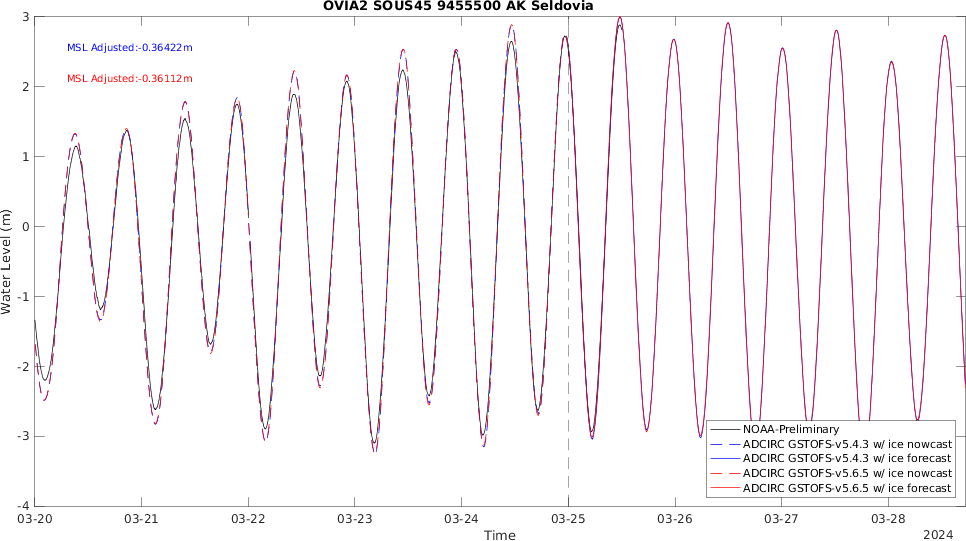 OVIA2 SOUS45 9455500 AK Seldovia
MSL Adjusted:-0.36422m
MSL Adjusted:-0.36112m
3
2
1
0
-1
-2
-3
-4
Water Level (m)
NOAA-Preliminary
ADCIRC GSTOFS-v5.4.3 w/ ice nowcast
ADCIRC GSTOFS-v5.4.3 w/ ice forecast
ADCIRC GSTOFS-v5.6.5 w/ ice nowcast
ADCIRC GSTOFS-v5.6.5 w/ ice forecast
03-20 03-21 03-22 03-23 03-24 03-25 03-26 03-27 03-28
Time
2024